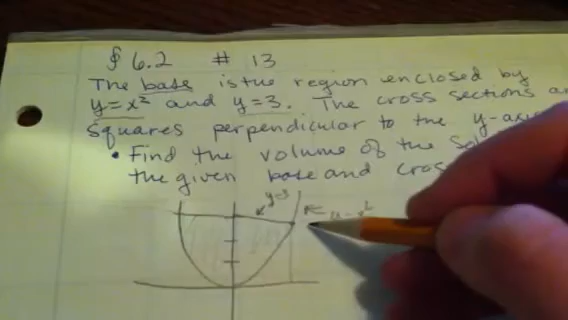 § 6.2 # 13
The base is the region enclosed by
y=x² and y=3. The cross sections
squares perpendicular to the y-axis
• Find the volume of the
the given base and
y=3